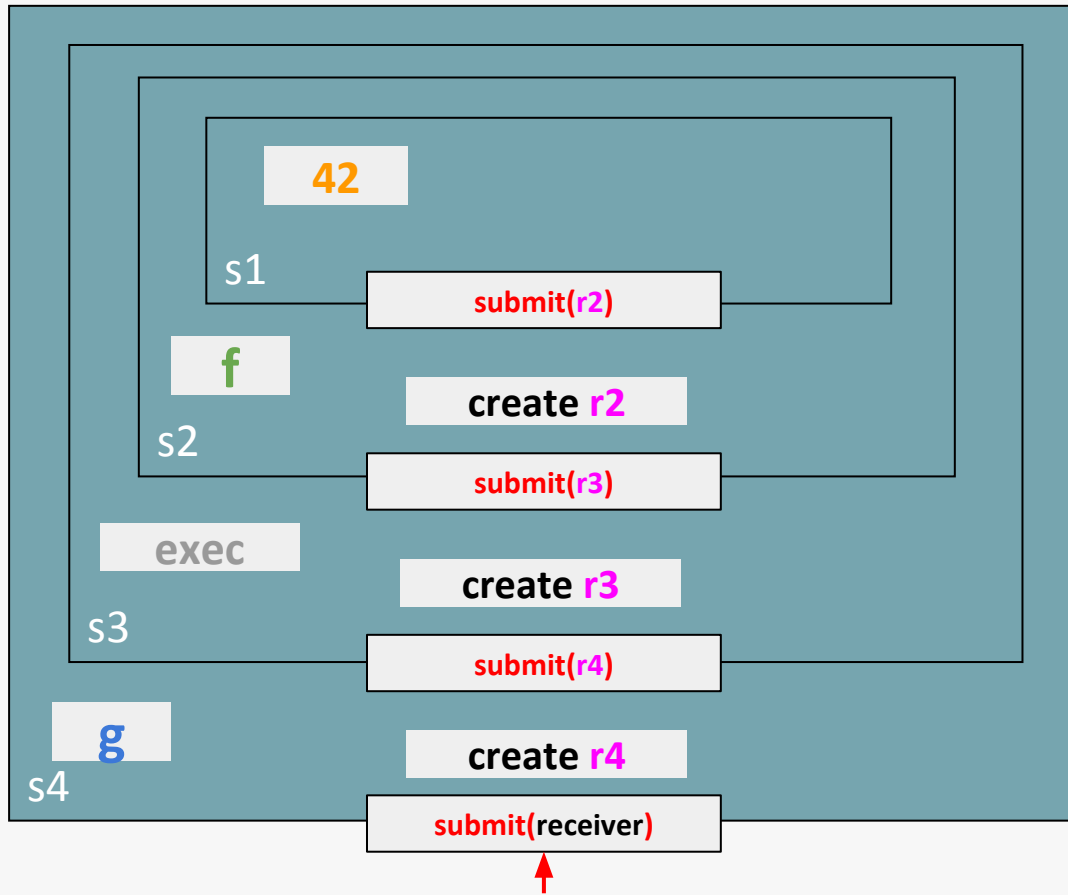 42
s1
submit(r2)
f
create r2
s2
submit(r3)
exec
create r3
s3
submit(r4)
g
create r4
s4
submit(receiver)